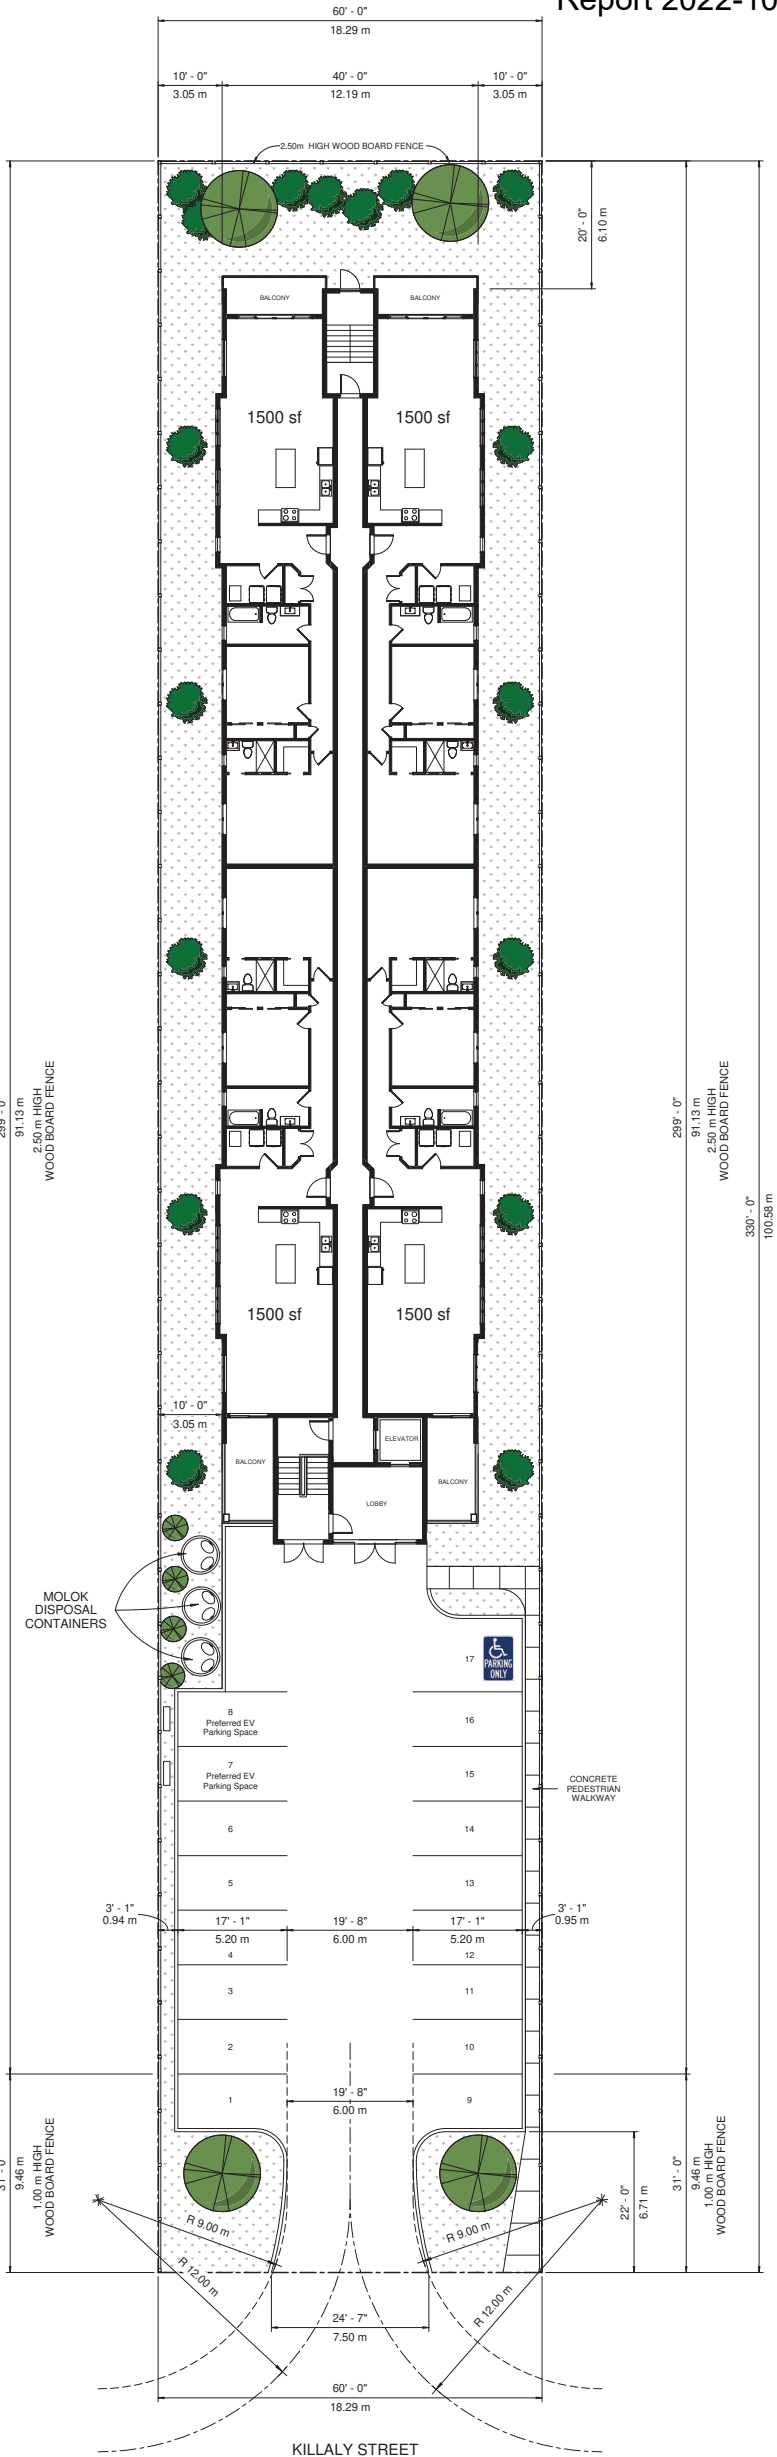 Report 2022-10
60' - 0"
18.29 m
10' - 0"
40' - 0"
10' - 0"
3.05 m
12.19 m
3.05 m
2.50m HIGH WOOD BOARD FENCE
20' - 0"
6.10 m
BALCONY
BALCONY
1500 sf
1500 sf
299' - 0"
91.13 m
2.50 m HIGH
WOOD BOARD FENCE
299' - 0"
91.13 m
2.50 m HIGH
WOOD BOARD FENCE
330' - 0"
100.58 m
1500 sf
1500 sf
10' - 0"
3.05 m
ELEVATOR
BALCONY
BALCONY
LOBBY
MOLOK
DISPOSAL
CONTAINERS
17
PARKING
ONLY
8
Preferred EV
Parking Space
16
7
Preferred EV
Parking Space
15
CONCRETE
PEDESTRIAN
WALKWAY
6
14
5
13
3' - 1"
0.94 m
17' - 1"
19' - 8"
17' - 1"
3' - 1"
0.95 m
5.20 m
6.00 m
5.20 m
4
12
3
11
2
10
1
19' - 8"
6.00 m
9
31' - 0"
9.46 m
1.00 m HIGH
WOOD BOARD FENCE
22' - 0"
6.71 m
31' - 0"
9.46 m
1.00 m HIGH
WOOD BOARD FENCE
R 9.00 m
R 9.00 m
R 12.00 m
R 12.00 m
24' - 7"
7.50 m
60' - 0"
18.29 m
KILLALY STREET